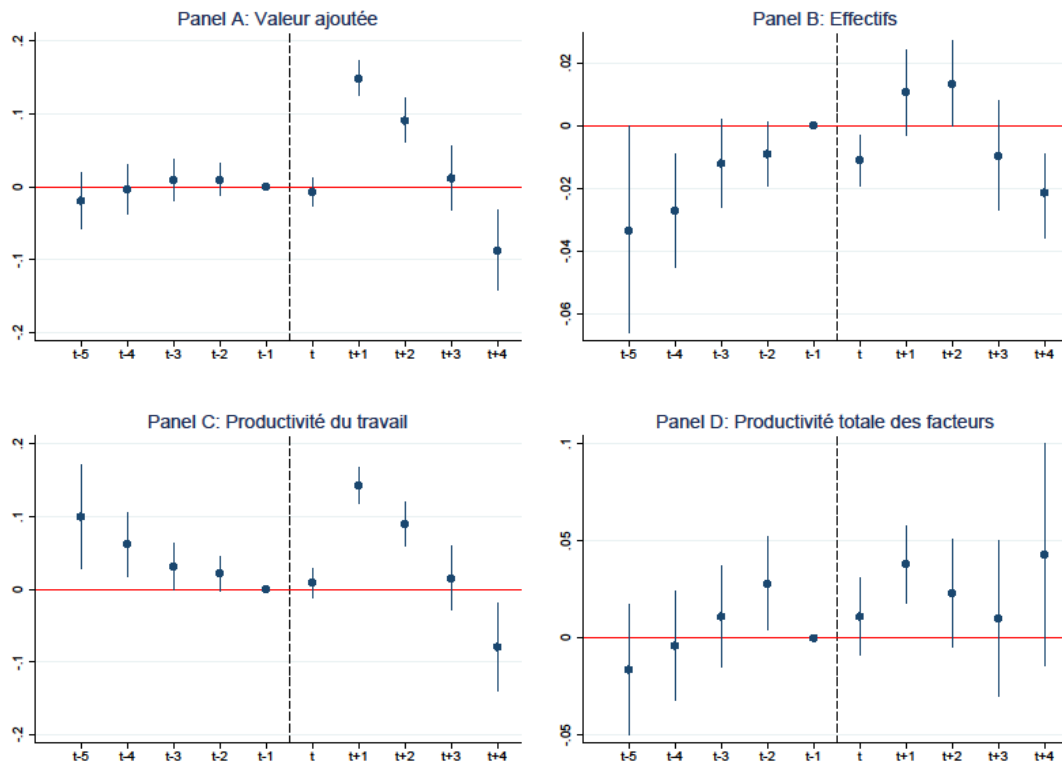 Panel A: Valeur ajoutée
.2
.1
0
-.1
-.2
t-5 t-4 t-3 t-2 t-1 t t+1 t+2 t+3 t+4
Panel B: Effectifs
.02
0
-.02
-.04
-.06
t-5 t-4 t-3 t-2 t-1 t t+1 t+2 t+3 t+4
Panel C: Productivité du travail
.2
.1
0
-.1
-.2
t-5 t-4 t-3 t-2 t-1 t t+1 t+2 t+3 t+4
Panel D: Productivité totale des facteurs
.1
.05
0
-.05
t-5 t-4 t-3 t-2 t-1 t t+1 t+2 t+3 t+4